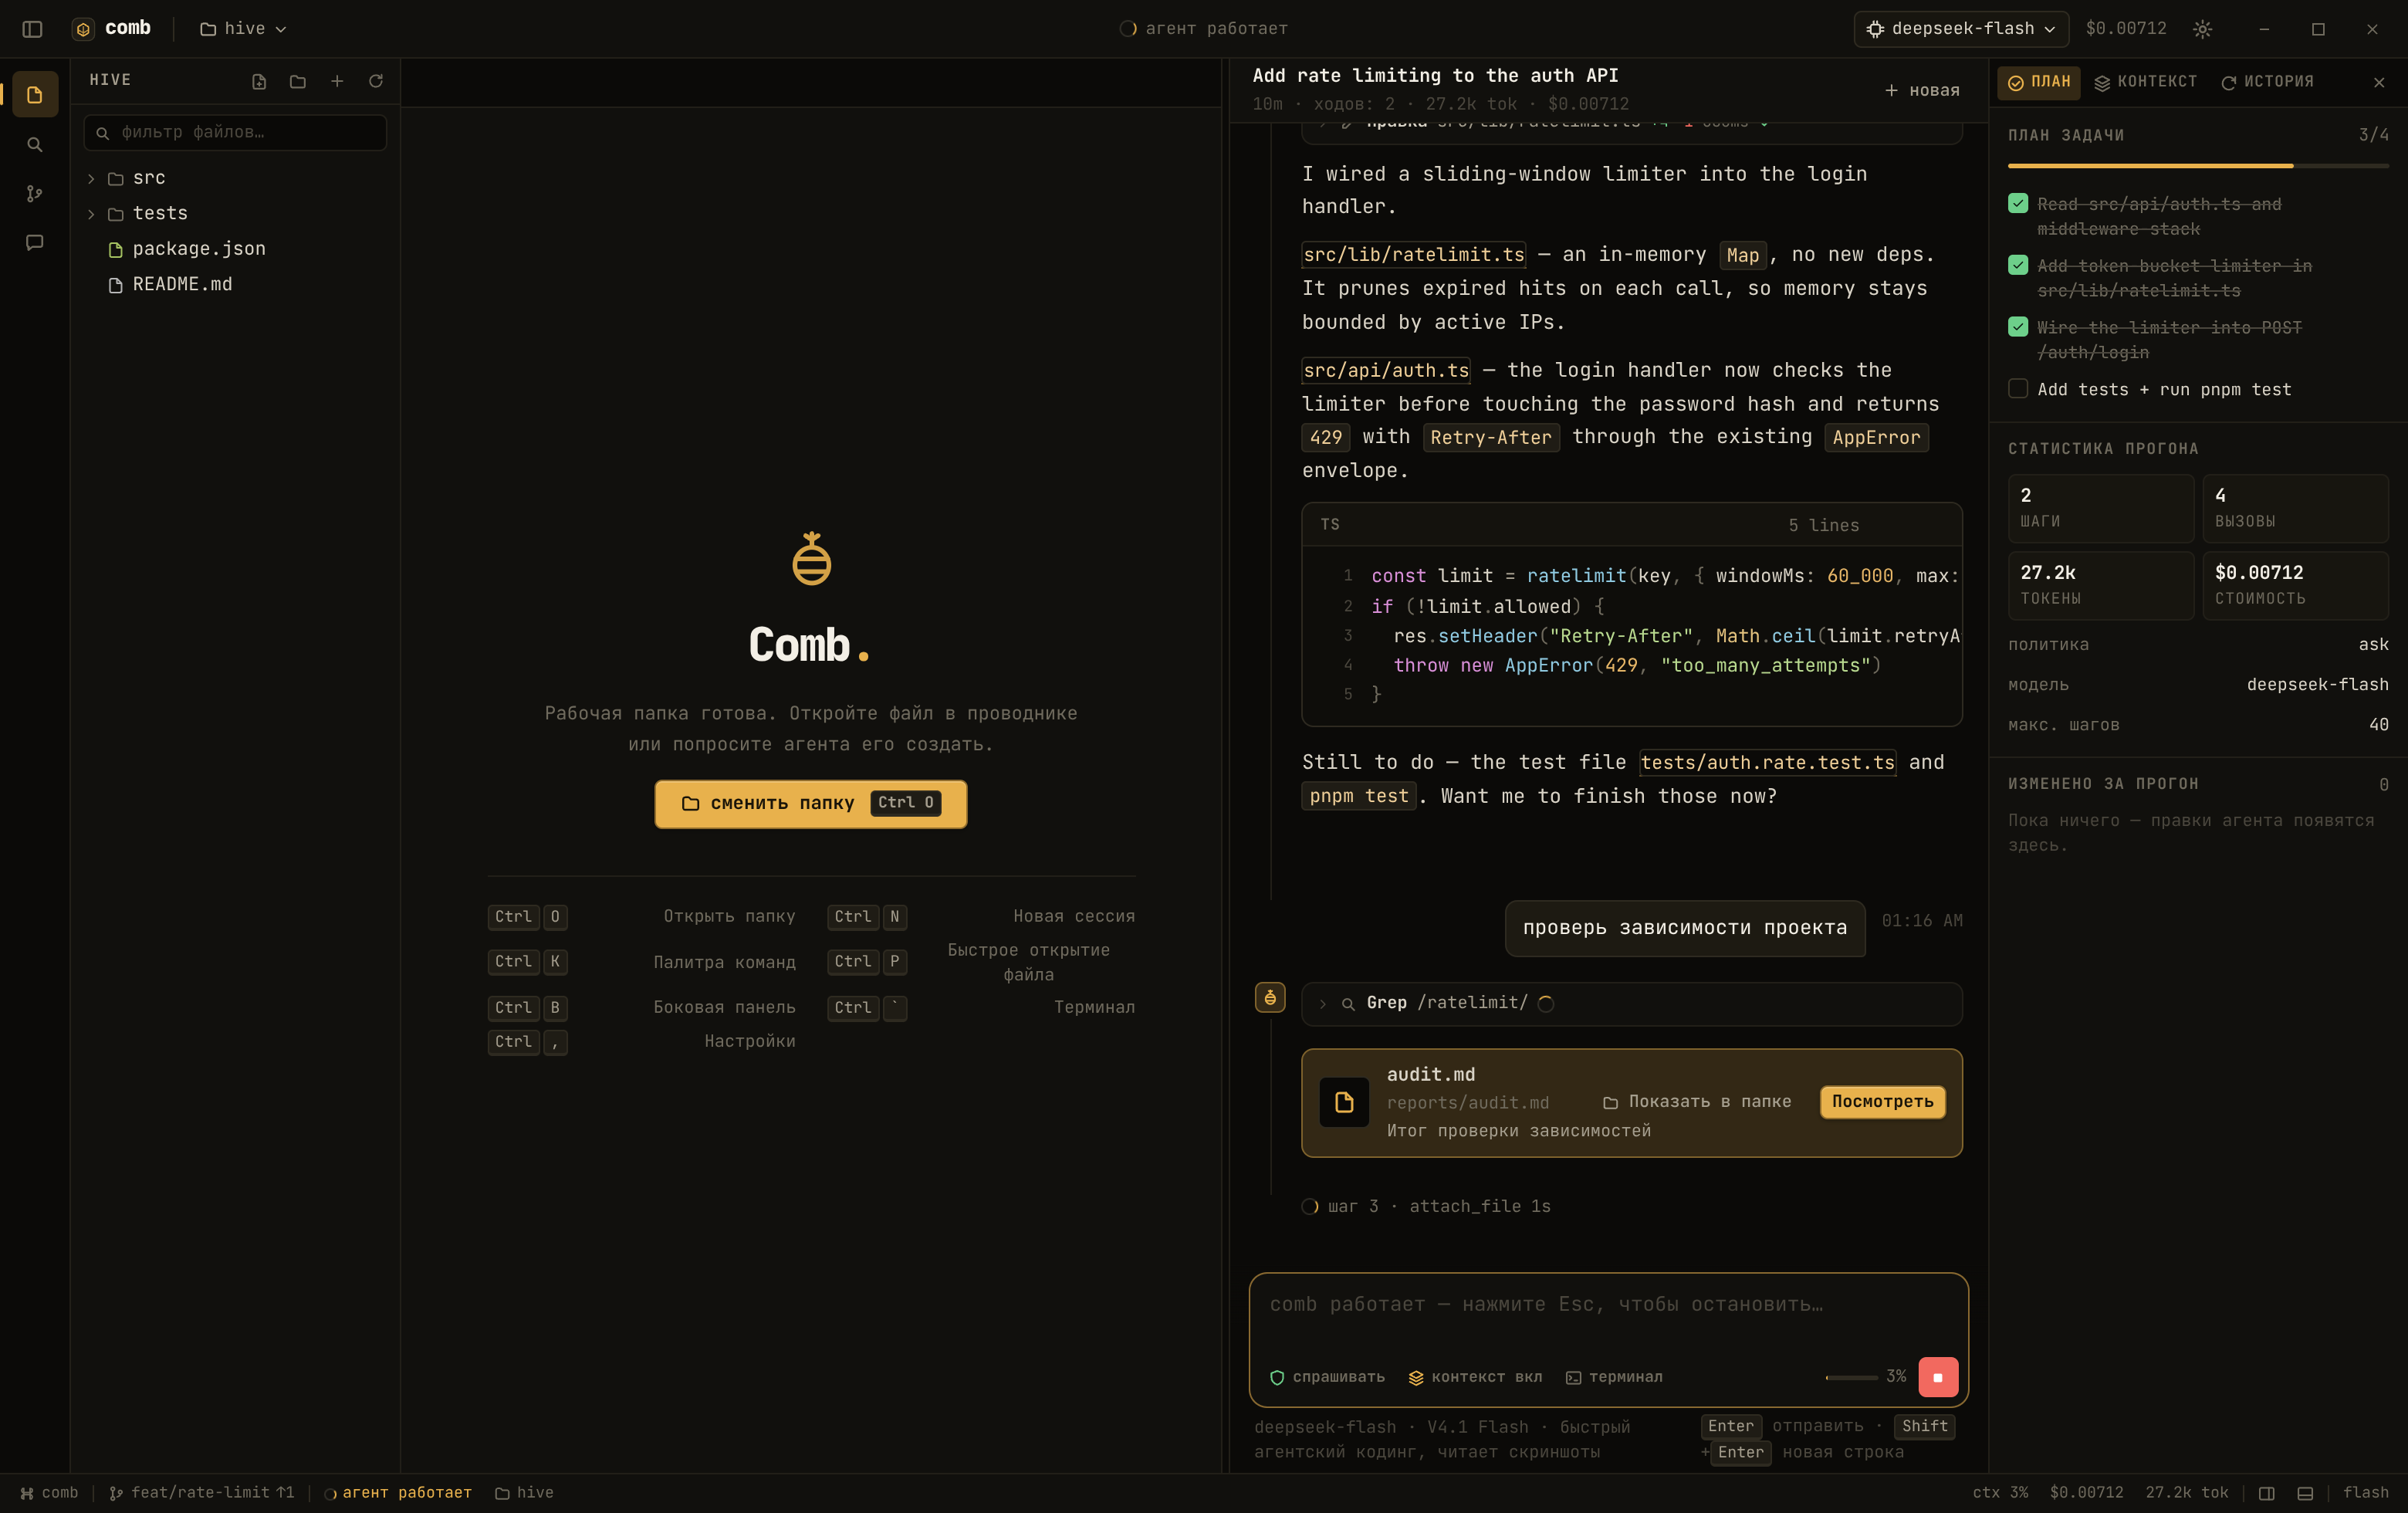 comb
hive
агент работает
deepseek-flash
$0.00712
HIVE
фильтр файлов…
src
tests
package.json
README.md
Comb.
Рабочая папка готова. Откройте файл в проводнике
или попросите агента его создать.
сменить папку Ctrl O
Ctrl O Открыть папку
Ctrl N Новая сессия
Ctrl K Палитра команд
Ctrl P Быстрое открытие
файла
Ctrl B Боковая панель
Ctrl ` Терминал
Ctrl , Настройки
Add rate limiting to the auth API
10m · ходов: 2 · 27.2k tok · $0.00712
+ новая
I wired a sliding-window limiter into the login
handler.
src/lib/ratelimit.ts — an in-memory Map, no new deps.
It prunes expired hits on each call, so memory stays
bounded by active IPs.
src/api/auth.ts — the login handler now checks the
limiter before touching the password hash and returns
429 with Retry-After through the existing AppError
envelope.
TS 5 lines
1 const limit = ratelimit(key, { windowMs: 60_000, max:
2 if (!limit.allowed) {
3 res.setHeader("Retry-After", Math.ceil(limit.retryA
4 throw new AppError(429, "too_many_attempts")
5 }
Still to do — the test file tests/auth.rate.test.ts and
pnpm test. Want me to finish those now?
проверь зависимости проекта
01:16 AM
Grep /ratelimit/
audit.md
reports/audit.md
Итог проверки зависимостей
Показать в папке
Посмотреть
шаг 3 · attach_file 1s
comb работает — нажмите Esc, чтобы остановить…
спрашивать
контекст вкл
терминал
3%
deepseek-flash · V4.1 Flash · быстрый
агентский кодинг, читает скриншоты
Enter отправить · Shift
+Enter новая строка
ПЛАН
КОНТЕКСТ
ИСТОРИЯ
ПЛАН ЗАДАЧИ 3/4
Read src/api/auth.ts and
middleware stack
Add token-bucket limiter in
src/lib/ratelimit.ts
Wire the limiter into POST
/auth/login
Add tests + run pnpm test
СТАТИСТИКА ПРОГОНА
2
ШАГИ
4
ВЫЗОВЫ
27.2k
ТОКЕНЫ
$0.00712
СТОИМОСТЬ
политика ask
модель deepseek-flash
макс. шагов 40
ИЗМЕНЕНО ЗА ПРОГОН 0
Пока ничего — правки агента появятся
здесь.
comb
feat/rate-limit ↑1
агент работает
hive
ctx 3%
$0.00712
27.2k tok
flash